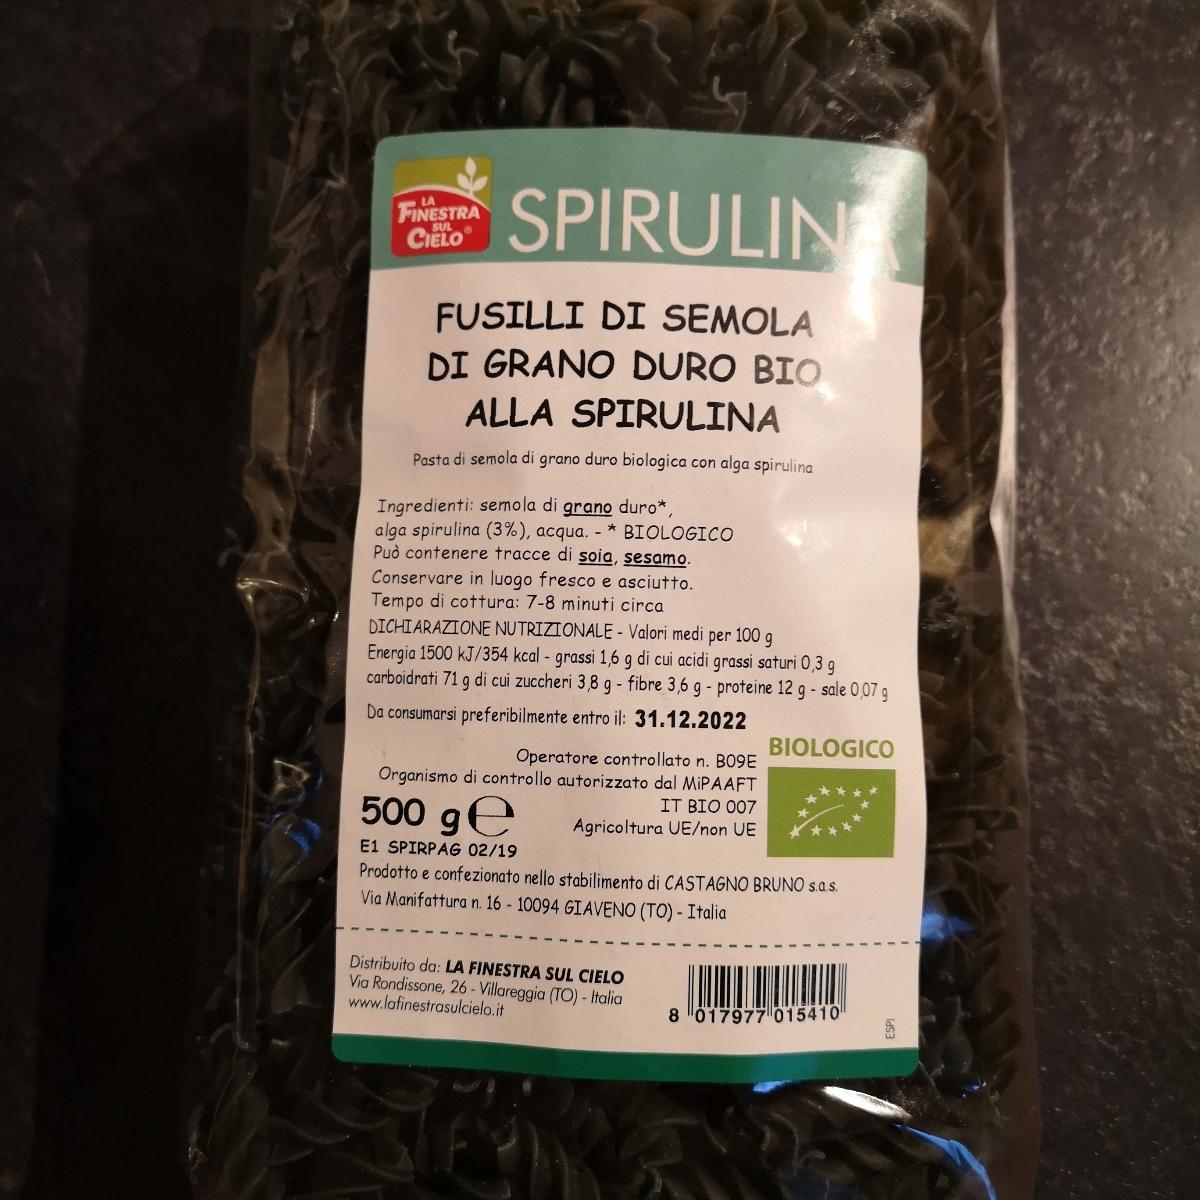 LA
FINESTRA
SUL
CIELO®
SPIRULINA
FUSILLI DI SEMOLA
DI GRANO DURO BIO
ALLA SPIRULINA
Pasta di semola di grano duro biologica con alga spirulina
Ingredienti: semola di grano duro*,
alga spirulina (3%), acqua. - * BIOLOGICO
Può contenere tracce di soia, sesamo.
Conservare in luogo fresco e asciutto.
Tempo di cottura: 7-8 minuti circa
DICHIARAZIONE NUTRIZIONALE - Valori medi per 100 g
Energia 1500 kJ/354 kcal - grassi 1,6 g di cui acidi grassi saturi 0,3 g
carboidrati 71 g di cui zuccheri 3,8 g - fibre 3,6 g - proteine 12 g - sale 0,07 g
Da consumarsi preferibilmente entro il: 31.12.2022
Operatore controllato n. B09E
Organismo di controllo autorizzato dal MiPAAFT
IT BIO 007
Agricoltura UE/non UE
BIOLOGICO
500 g e
E1 SPIRPAG 02/19
Prodotto e confezionato nello stabilimento di CASTAGNO BRUNO s.a.s.
Via Manifattura n. 16 - 10094 GIAVENO (TO) - Italia
Distribuito da: LA FINESTRA SUL CIELO
Via Rondissone, 26 - Villareggia (TO) - Italia
www.lafinestrasulcielo.it
8 017977 015410
ESPI